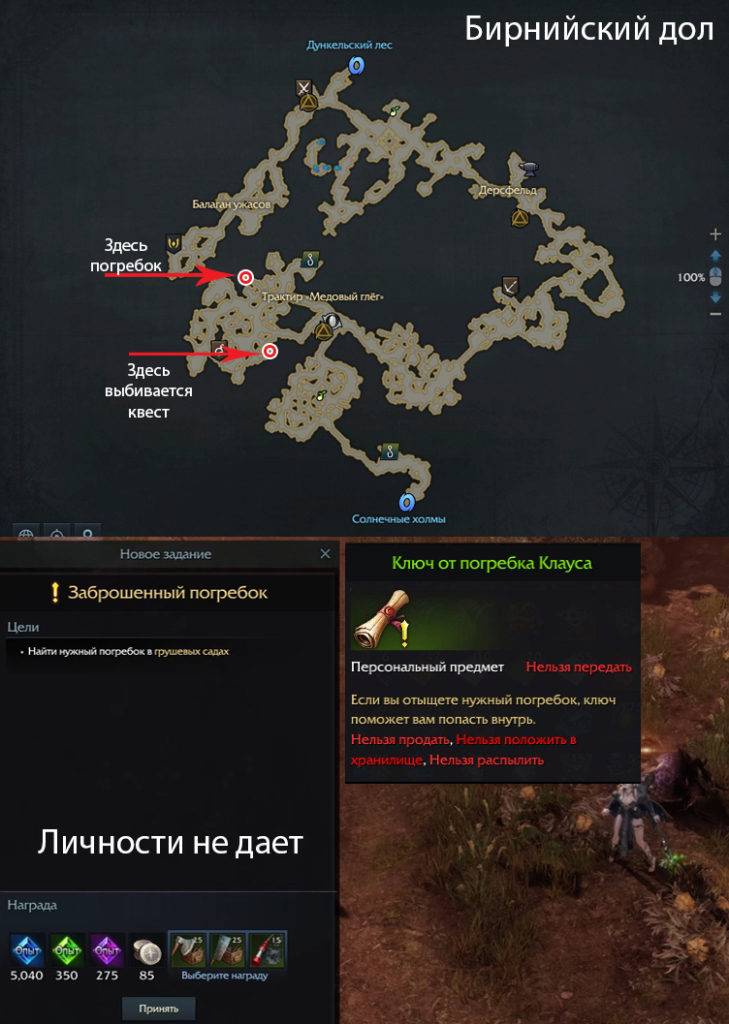 Бирнийский дол
Дункельский лес
Дерсфельд
Балаган ужасов
Здесь
погребок
100%
Трактир «Медовый глёг»
Здесь
выбивается
квест
Солнечные холмы
Новое задание
Заброшенный погребок
Цели
• Найти нужный погребок в грушевых садах
Личности не дает
Награда
Опыт Опыт Опыт 25 25 15
5,040 350 275 85 Выберите награду
Принять
Ключ от погребка Клауса
Персональный предмет Нельзя передать
Если вы отыщете нужный погребок, ключ
поможет вам попасть внутрь.
Нельзя продать, Нельзя положить в
хранилище, Нельзя распылить